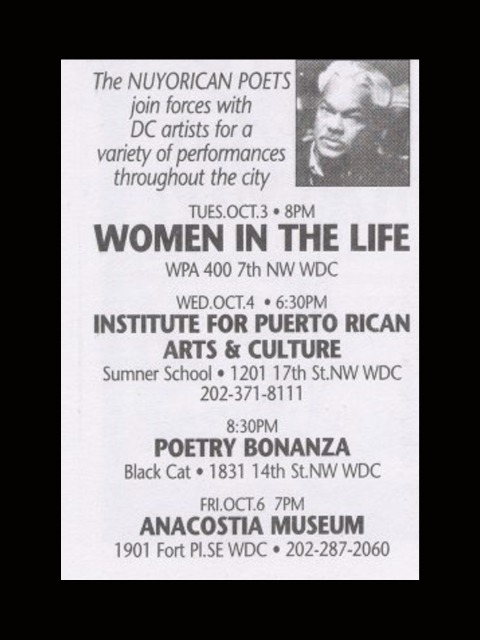 The NUYORICAN POETS
join forces with
DC artists for a
variety of performances
throughout the city
TUES.OCT.3 • 8PM
WOMEN IN THE LIFE
WPA 400 7th NW WDC
WED.OCT.4 • 6:30PM
INSTITUTE FOR PUERTO RICAN
ARTS & CULTURE
Sumner School • 1201 17th St.NW WDC
202-371-8111
8:30PM
POETRY BONANZA
Black Cat • 1831 14th St.NW WDC
FRI.OCT.6 7PM
ANACOSTIA MUSEUM
1901 Fort Pl.SE WDC • 202-287-2060